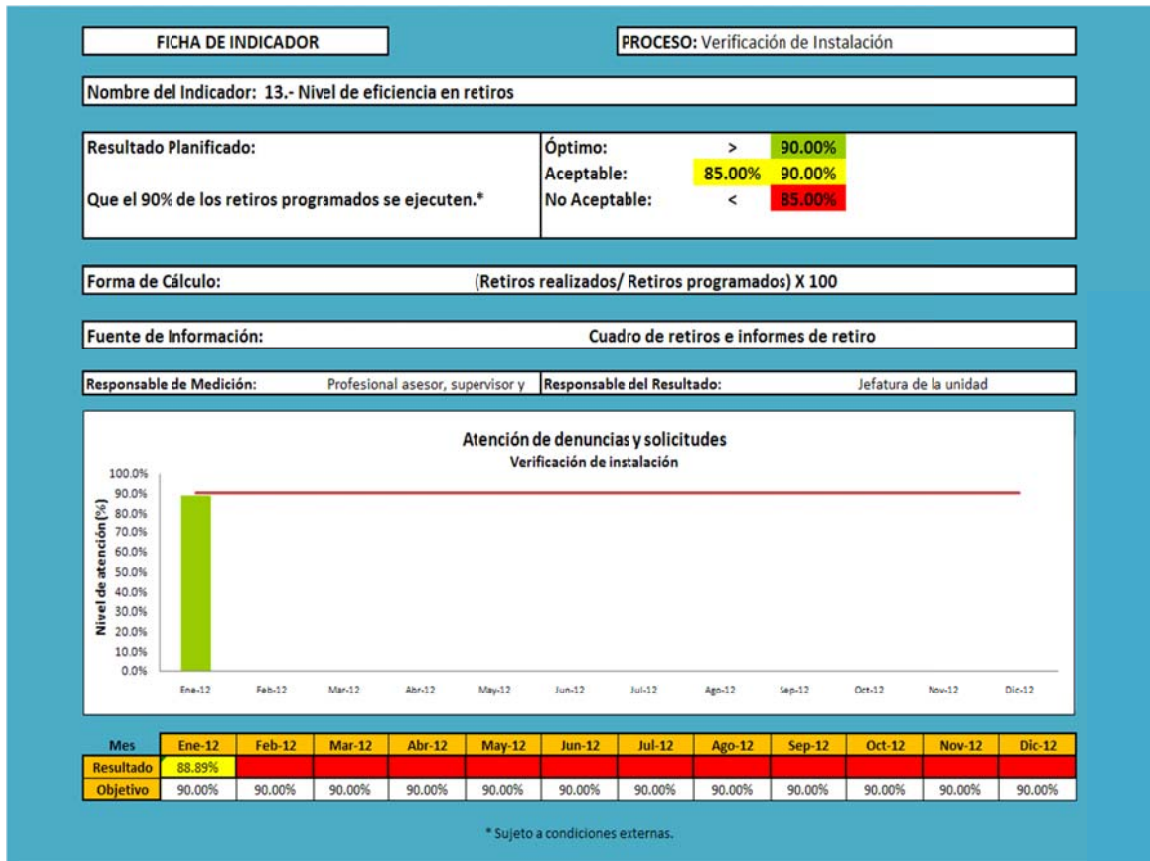 FICHA DE INDICADOR
PROCESO: Verificación de Instalación
Nombre del Indicador: 13.- Nivel de eficiencia en retiros
Resultado Planificado:
Que el 90% de los retiros programados se ejecuten.*
Óptimo: > 90.00%
Aceptable: 85.00% 90.00%
No Aceptable: < 85.00%
Forma de Cálculo: (Retiros realizados/ Retiros programados) X 100
Fuente de Información: Cuadro de retiros e informes de retiro
Responsable de Medición: Profesional asesor, supervisor y
Responsable del Resultado: Jefatura de la unidad
Atención de denuncias y solicitudes
Verificación de instalación
Nivel de atención (%)
100.0%
90.0%
80.0%
70.0%
60.0%
50.0%
40.0%
30.0%
20.0%
10.0%
0.0%
Ene-12 Feb-12 Mar-12 Abr-12 May-12 Jun-12 Jul-12 Ago-12 Sep-12 Oct-12 Nov-12 Dic-12
Mes Ene-12 Feb-12 Mar-12 Abr-12 May-12 Jun-12 Jul-12 Ago-12 Sep-12 Oct-12 Nov-12 Dic-12
Resultado 88.89%
Objetivo 90.00% 90.00% 90.00% 90.00% 90.00% 90.00% 90.00% 90.00% 90.00% 90.00% 90.00% 90.00%
* Sujeto a condiciones externas.